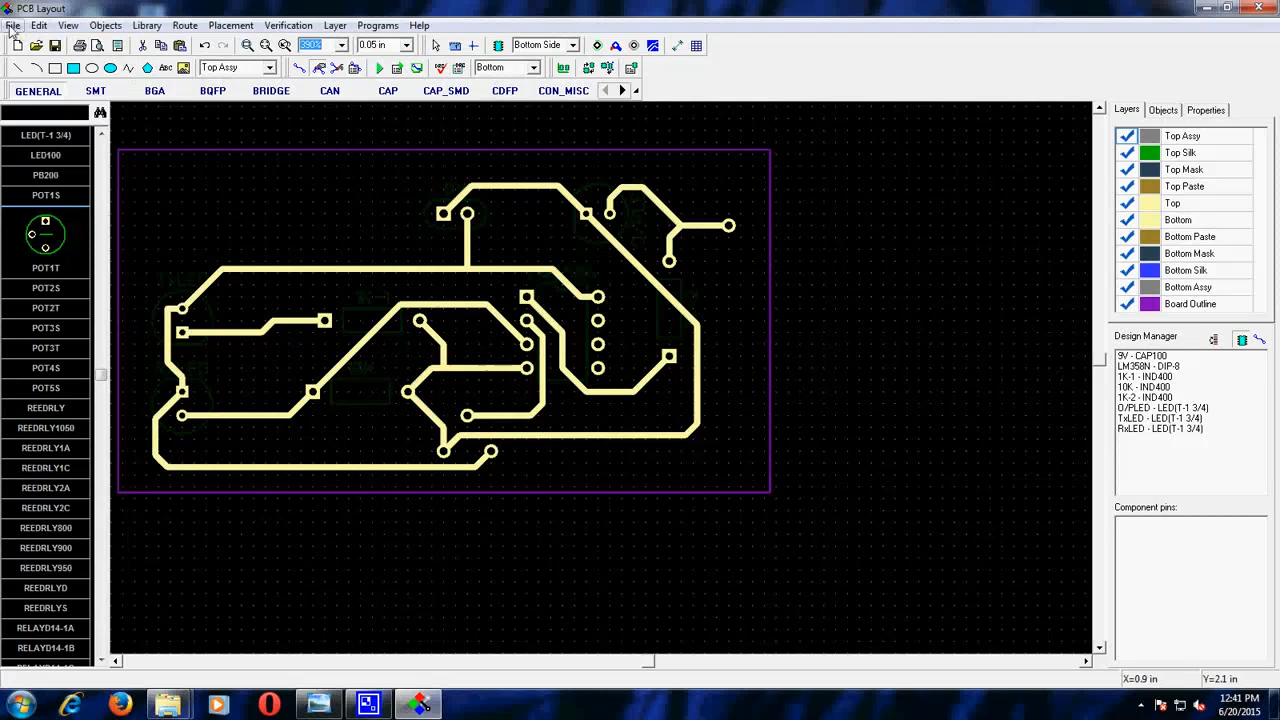 PCB Layout
File Edit View Objects Library Route Placement Verification Layer Programs Help
390% 0.05 in Bottom Side
Abc Top Assy Bottom
GENERAL SMT BGA BQFP BRIDGE CAN CAP CAP_SMD CDFP CON_MISC
LED(T-1 3/4)
LED100
PB200
POT1S
POT1T
POT2S
POT2T
POT3S
POT3T
POT4S
POT5S
REEDRLY
REEDRLY1050
REEDRLY1A
REEDRLY1C
REEDRLY2A
REEDRLY2C
REEDRLY800
REEDRLY900
REEDRLY950
REEDRLYD
REEDRLYS
RELAYD14-1A
RELAYD14-1B
Layers Objects Properties
Top Assy
Top Silk
Top Mask
Top Paste
Top
Bottom
Bottom Paste
Bottom Mask
Bottom Silk
Bottom Assy
Board Outline
Design Manager
9V - CAP100
LM358N - DIP-8
1K-1 - IND400
10K - IND400
1K-2 - IND400
O/PLED - LED(T-1 3/4)
TxLED - LED(T-1 3/4)
RxLED - LED(T-1 3/4)
Component pins:
X=0.9 in Y=2.1 in
12:41 PM
6/20/2015